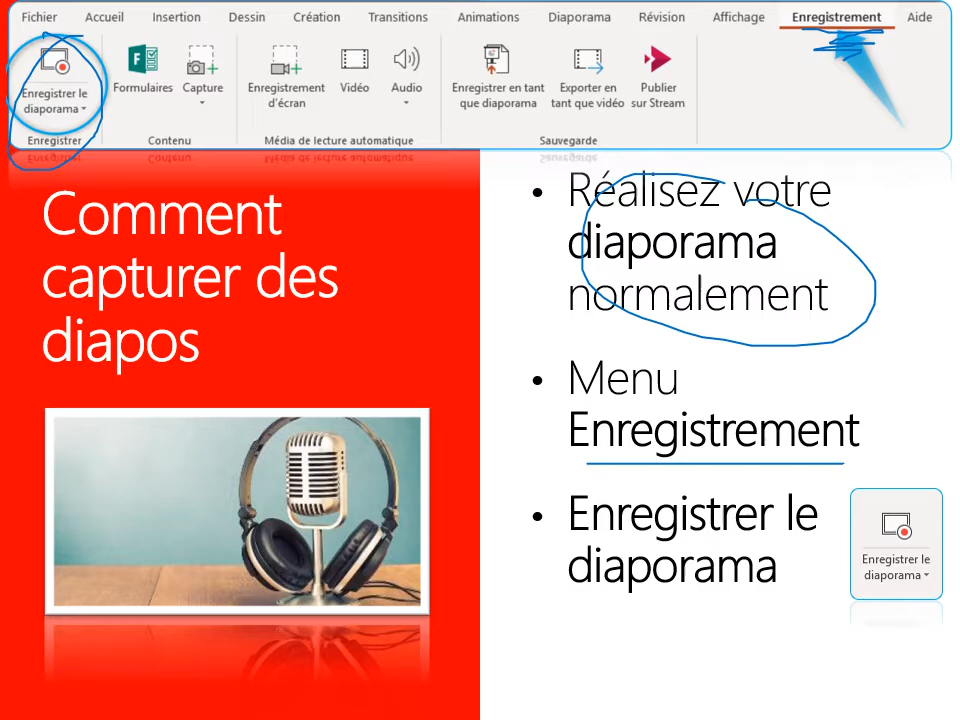 Fichier Accueil Insertion Dessin Création Transitions Animations Diaporama Révision Affichage Enregistrement Aide
Enregistrer le
diaporama
Formulaires
Capture
Enregistrement
d'écran
Vidéo
Audio
Enregistrer en tant
que diaporama
Exporter en
tant que vidéo
Publier
sur Stream
Enregistrer
Contenu
Média de lecture automatique
Sauvegarde
Comment
capturer des
diapos
• Réalisez votre
diaporama
normalement
• Menu
Enregistrement
• Enregistrer le
diaporama
Enregistrer le
diaporama